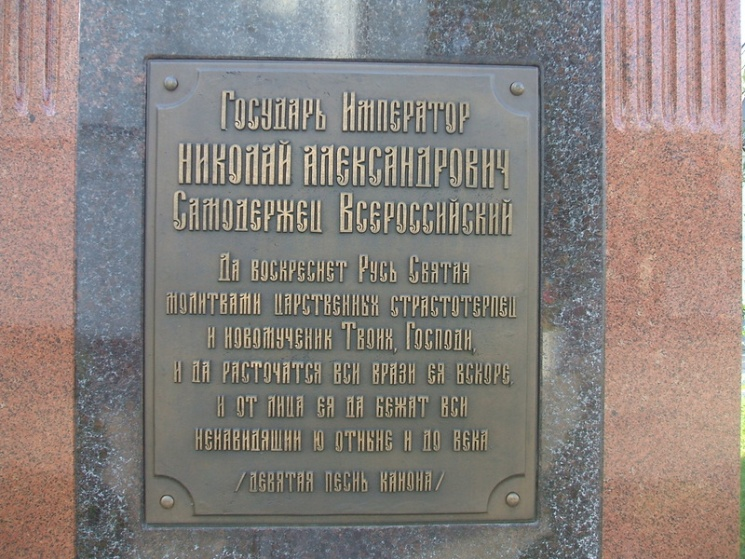 Государь Император
Николай Александрович
Самодержец Всероссийский
Да воскреснет Русь Святая
молитвами царственных страстотерпец
и новомученик Твоих, Господи,
и да расточатся вси врази ея вскоре.
и от лица ея да бежат вси
ненавидящии ю отныне и до века
/девятая песнь канона/